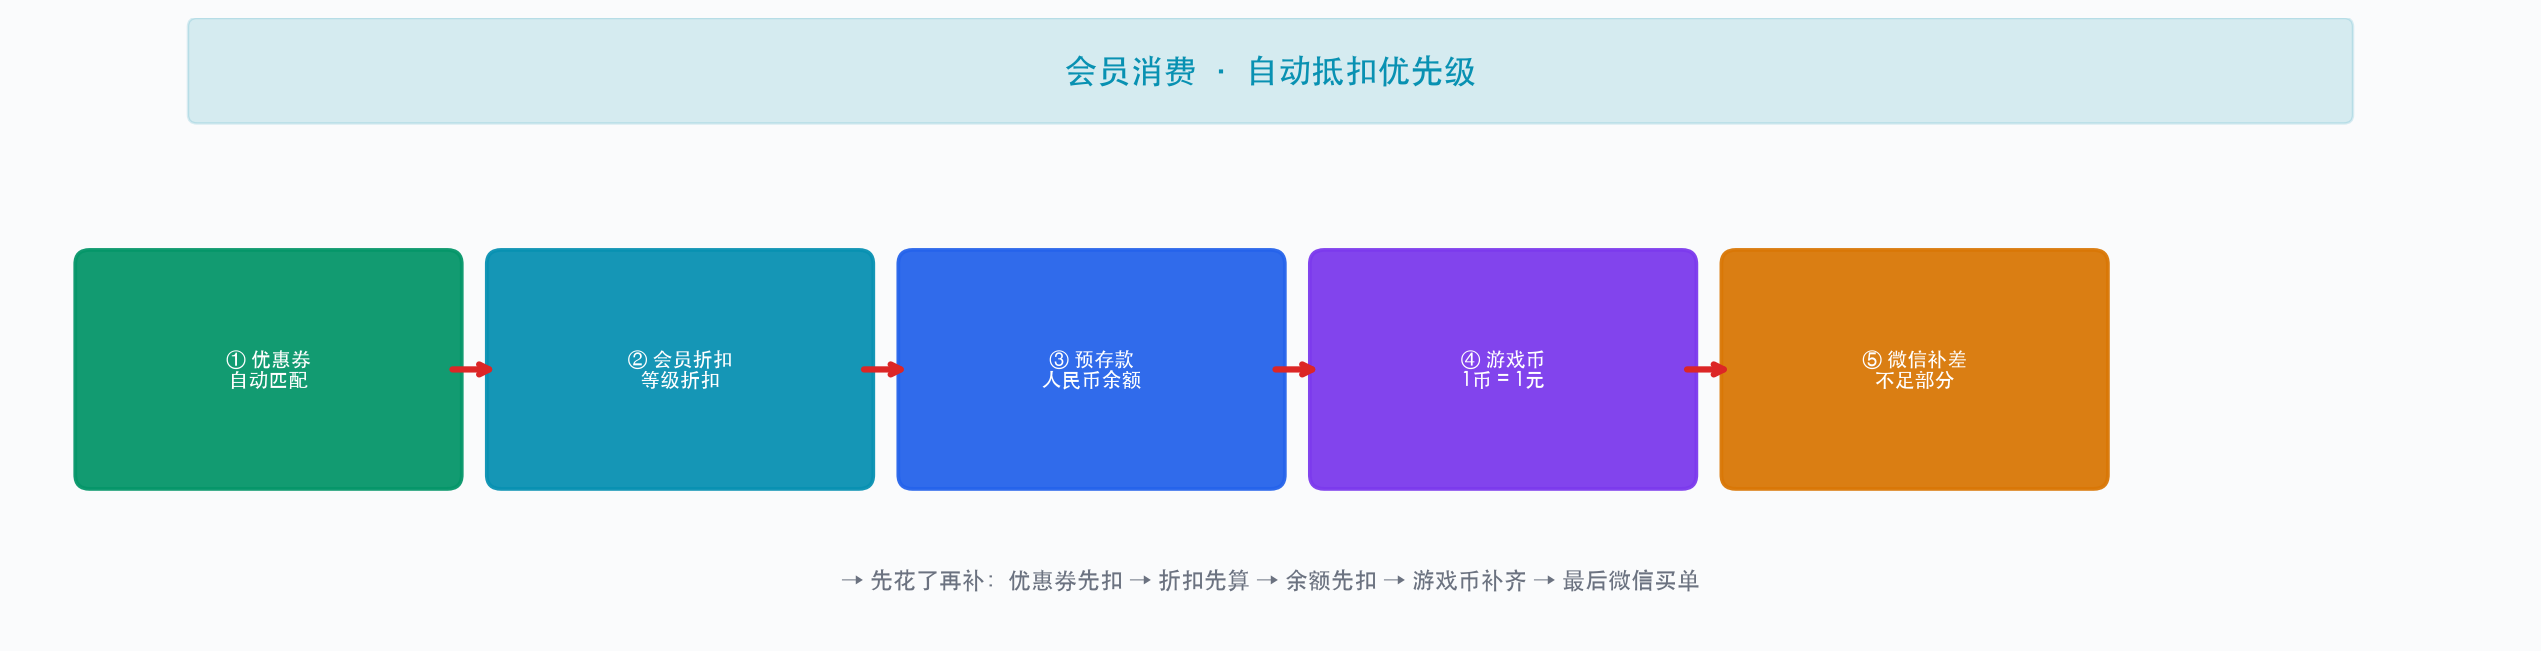 会员消费 · 自动抵扣优先级
① 优惠券
自动匹配
② 会员折扣
等级折扣
③ 预存款
人民币余额
④ 游戏币
1币 = 1元
⑤ 微信补差
不足部分
→ 先花了再补：优惠券先扣 → 折扣先算 → 余额先扣 → 游戏币补齐 → 最后微信买单